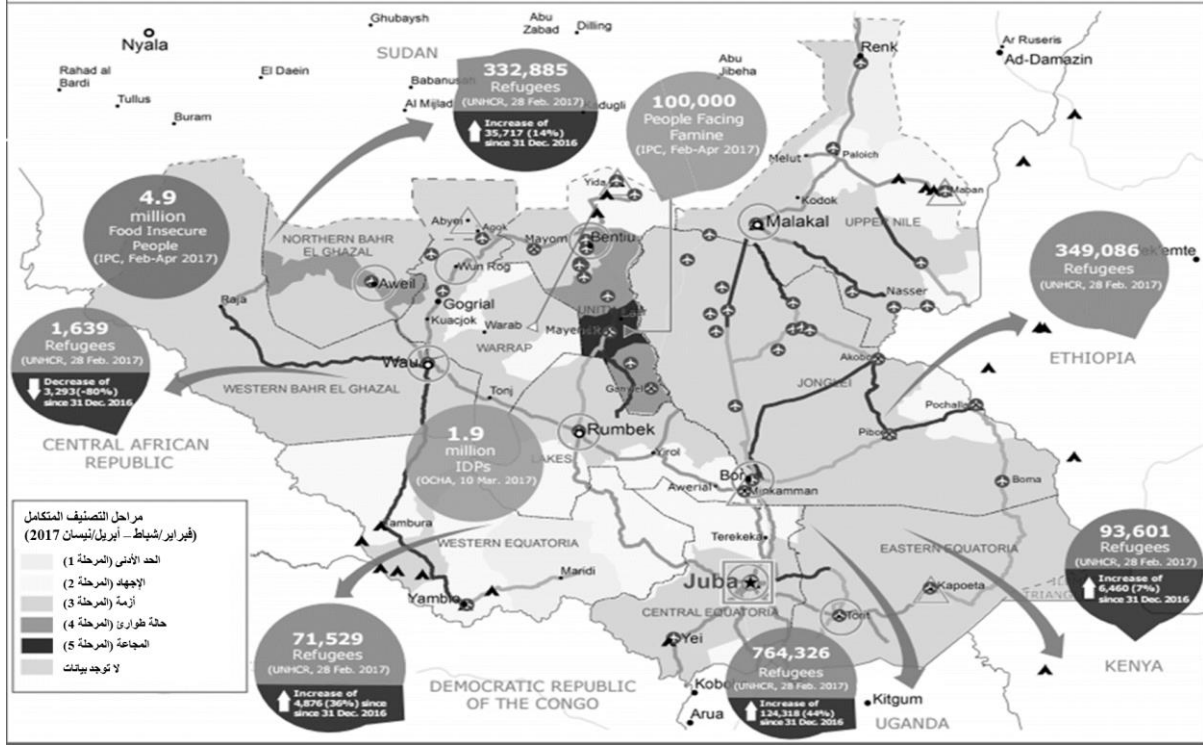 Ghubaysh
Abu
Zabad
Dilling
Nyala
SUDAN
Renk
Ar Ruseris
Ad-Damazin
Rahad al
Bardi
El Daein
Babanusah
Abu
Jibeha
Tullus
Al Mijlad
Kadugli
Buram
332,885
Refugees
(UNHCR, 28 Feb. 2017)
Increase of
35,717 (14%)
since 31 Dec. 2016
100,000
People Facing
Famine
(IPC, Feb-Apr 2017)
Melut
Paloich
Yida
Maban
Kodok
4.9
million
Food Insecure
People
(IPC, Feb-Apr 2017)
Abyei
Agok
Malakal
UPPER NILE
NORTHERN BAHR
EL GHAZAL
Mayom
Bentiu
349,086
Refugees
(UNHCR, 28 Feb. 2017)
Wun Rog
Aweil
Nasser
Raja
Gogrial
Kuacjok
Warab
WARRAP
1,639
Refugees
(UNHCR, 28 Feb. 2017)
Decrease of
3,293(-80%)
since 31 Dec. 2016
Wau
Akobo
ETHIOPIA
WESTERN BAHR EL GHAZAL
Tonj
JONGLEI
Pochalla
CENTRAL AFRICAN
REPUBLIC
1.9
million
IDPs
(OCHA, 10 Mar. 2017)
Rumbek
LAKES
Yirol
Pibor
Bor
Awerial
Minkamman
Boma
مراحل التصنيف المتكامل
(فبراير/شباط – أبريل/نيسان 2017)
الحد الأدنى (المرحلة 1)
الإجهاد (المرحلة 2)
أزمة (المرحلة 3)
حالة طوارئ (المرحلة 4)
المجاعة (المرحلة 5)
لا توجد بيانات
Tambura
WESTERN EQUATORIA
Terekeka
EASTERN EQUATORIA
93,601
Refugees
(UNHCR, 28 Feb. 2017)
Increase of
6,460 (7%)
since 31 Dec. 2016
Maridi
Yambio
Juba
Kapoeta
CENTRAL EQUATORIA
Torit
71,529
Refugees
(UNHCR, 28 Feb. 2017)
Increase of
4,876 (36%) since
since 31 Dec. 2016
Yei
764,326
Refugees
(UNHCR, 28 Feb. 2017)
Increase of
124,318 (44%)
since 31 Dec. 2016
KENYA
DEMOCRATIC REPUBLIC
OF THE CONGO
Kitgum
Arua
UGANDA